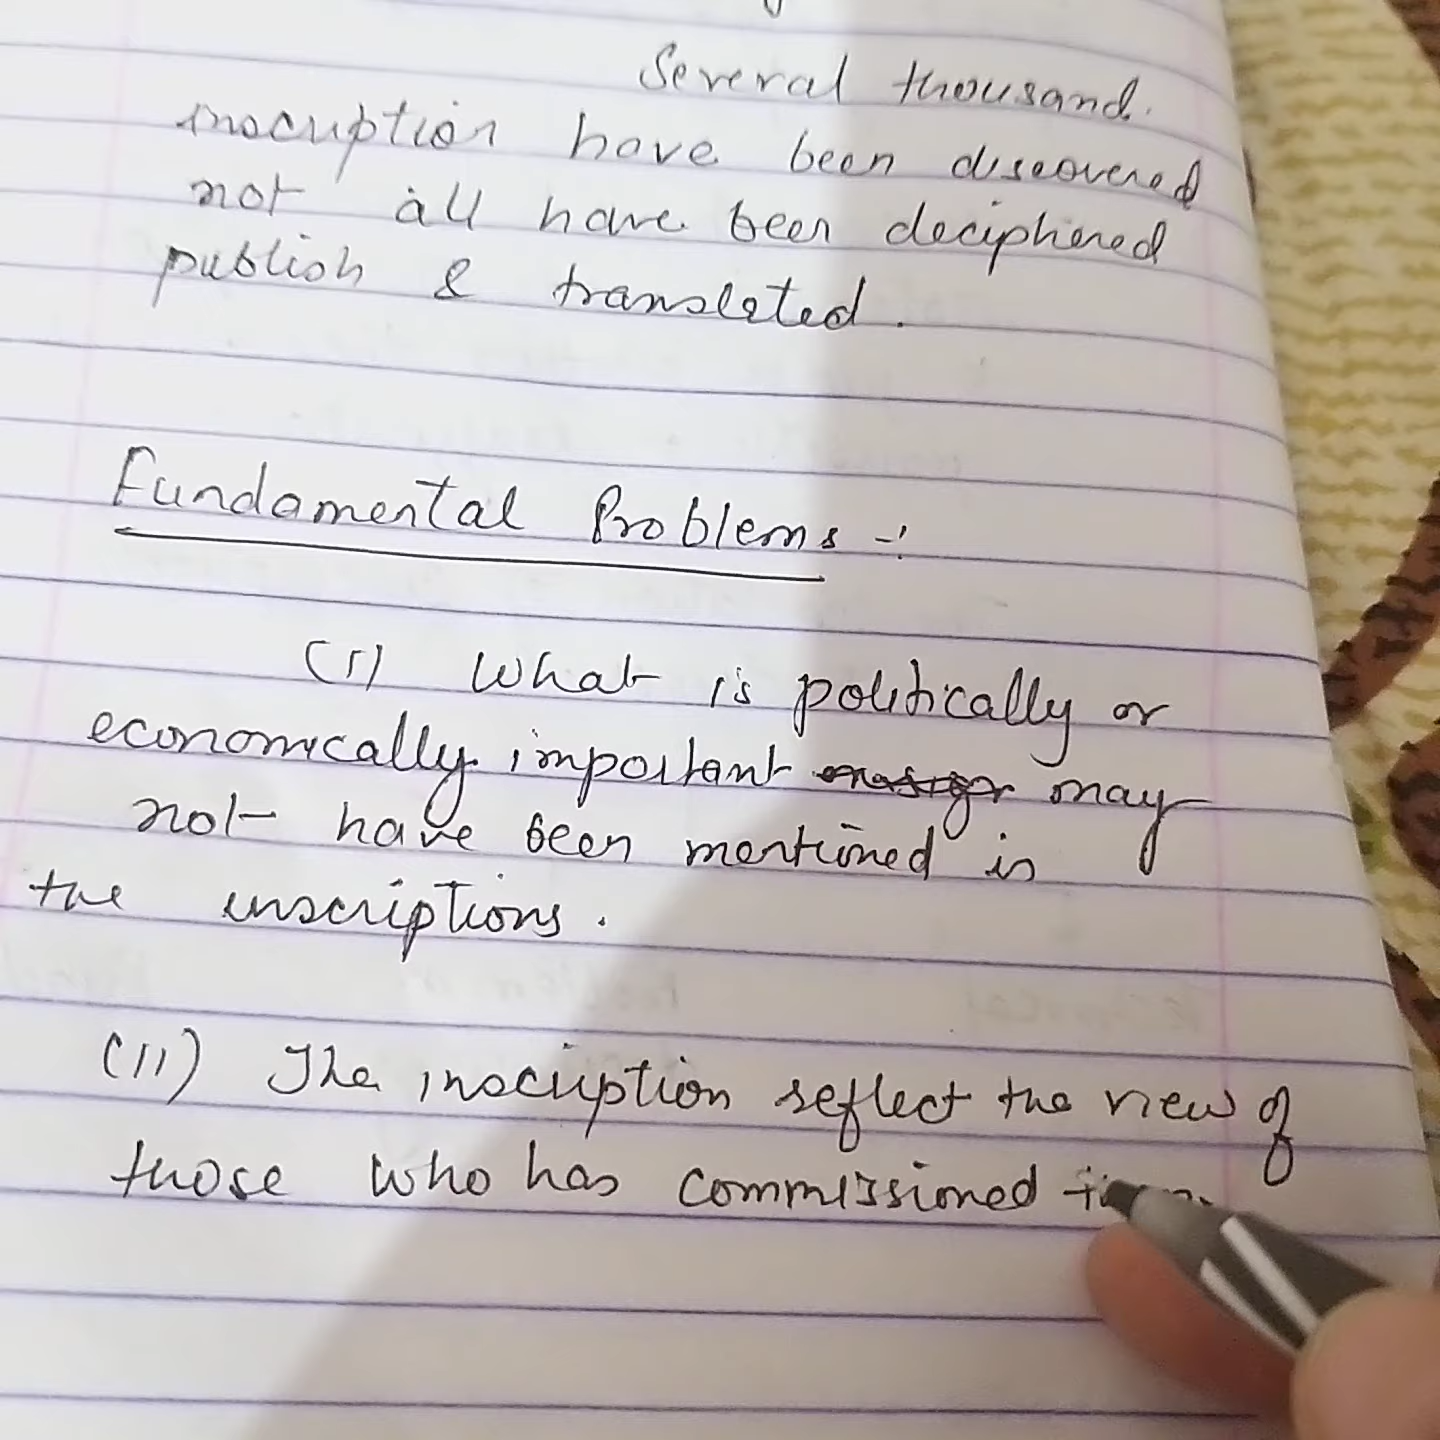 Several thousand.
inscription have been discovered
not all have been deciphered
publish & translated.
Fundamental Problems -:
(I) What is politically or
economically important may
not have been mentioned in
the inscriptions.
(II) The inscription reflect the view of
those who has commissioned